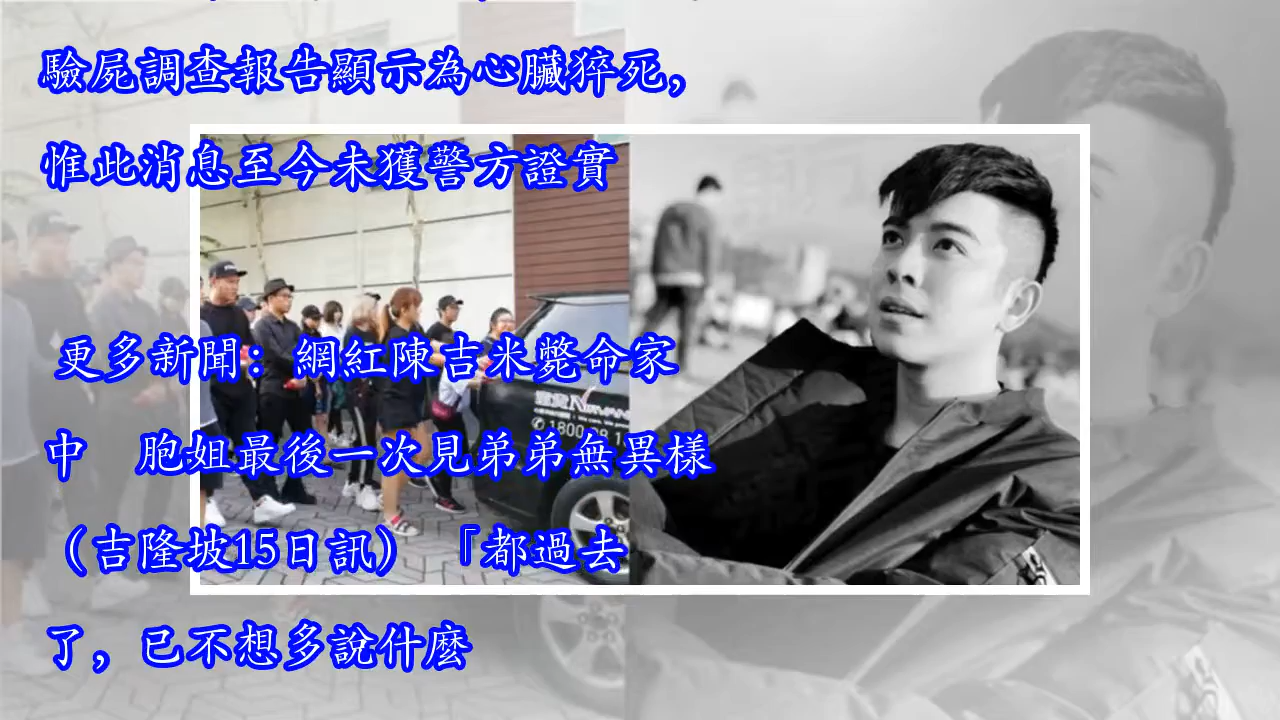 驗屍調查報告顯示為心臟猝死，
惟此消息至今未獲警方證實
更多新聞：網紅陳吉米斃命家
中　胞姐最後一次見弟弟無異樣
（吉隆坡15日訊）「都過去
了，已不想多說什麼
1800